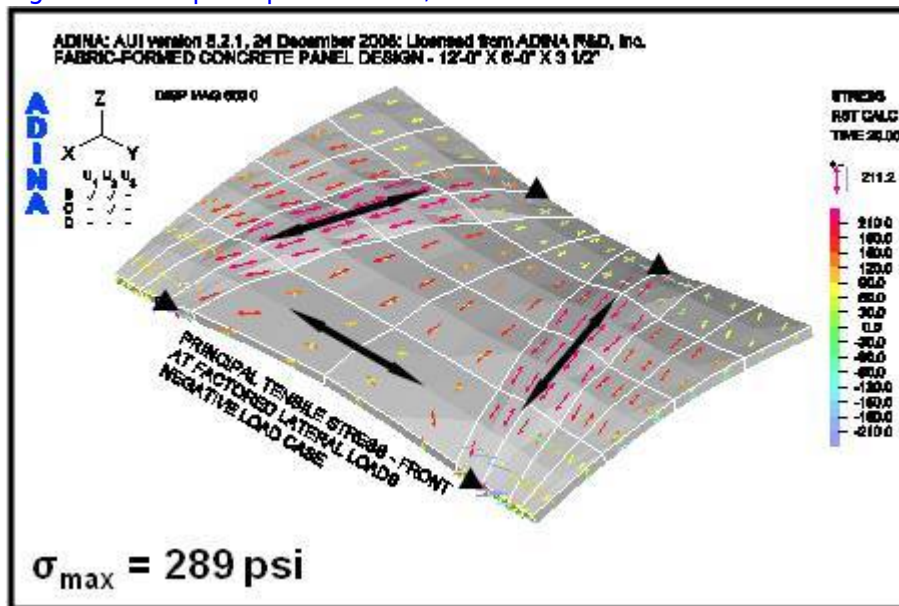 ADINA: AUI version 8.2.1, 24 December 2006: Licensed from ADINA R&D, Inc.
FABRIC-FORMED CONCRETE PANEL DESIGN - 12'-0" X 6'-0" X 3 1/2"
ADINA
DISP MAG
Z
X Y
STRESS
RST CALC
TIME 20.00
211.2
210.0
180.0
150.0
120.0
90.0
60.0
30.0
0.0
-30.0
-60.0
-90.0
-120.0
-150.0
-180.0
-210.0
PRINCIPAL TENSILE STRESS - FRONT
AT FACTORED LATERAL LOADS
NEGATIVE LOAD CASE
σmax = 289 psi